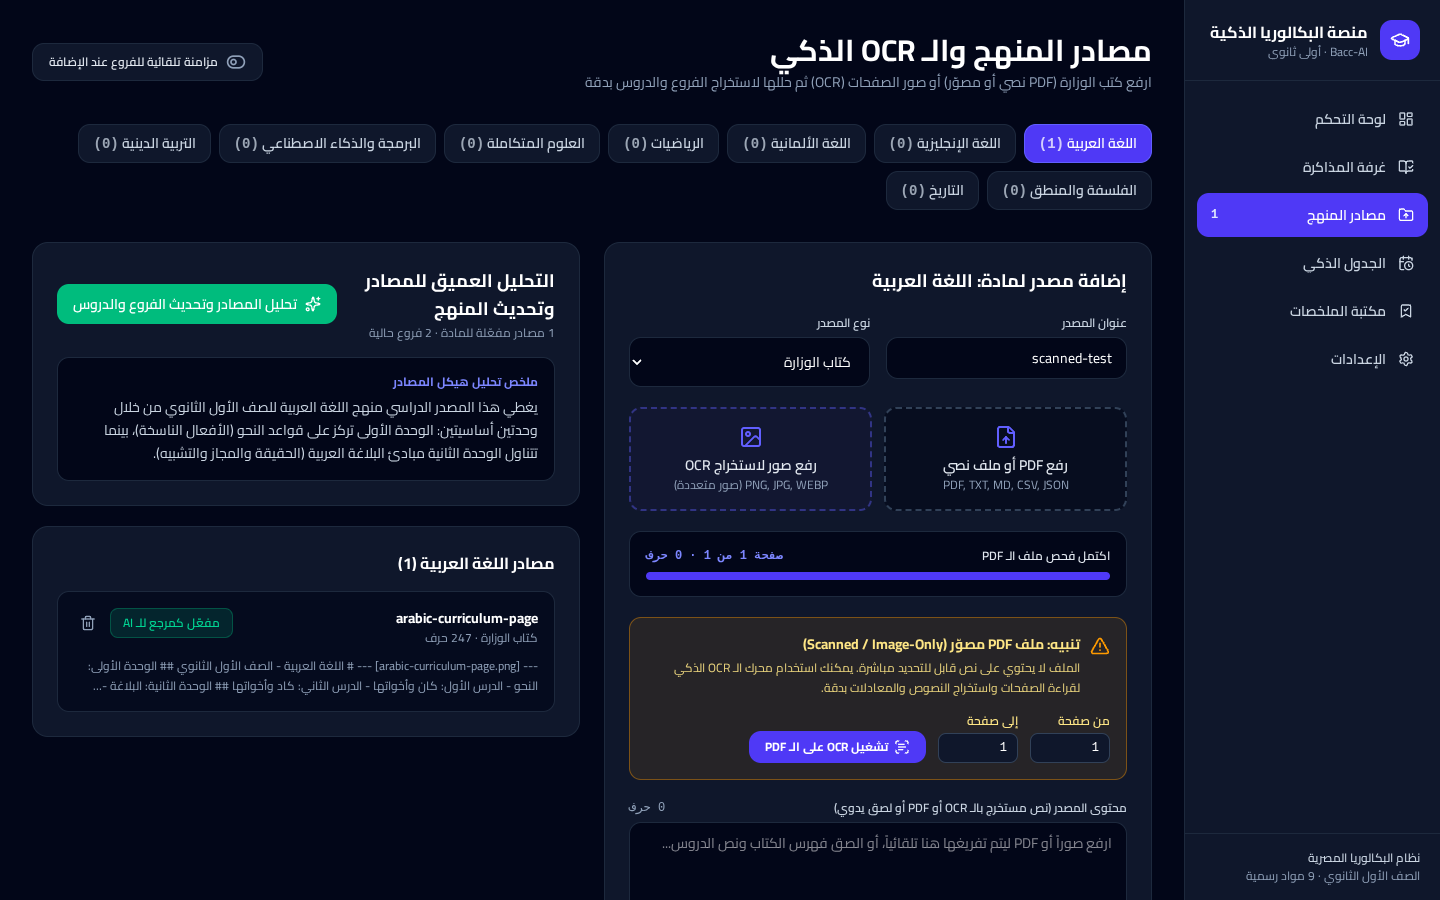 منصة البكالوريا الذكية
Bacc-AI · أولى ثانوي
لوحة التحكم
غرفة المذاكرة
مصادر المنهج
1
الجدول الذكي
مكتبة الملخصات
الإعدادات
نظام البكالوريا المصرية
الصف الأول الثانوي · 9 مواد رسمية
مصادر المنهج والـ OCR الذكي
ارفع كتب الوزارة (PDF نصي أو مصوّر) أو صور الصفحات (OCR) ثم حللها لاستخراج الفروع والدروس بدقة
مزامنة تلقائية للفروع عند الإضافة
اللغة العربية (1)
اللغة الإنجليزية (0)
اللغة الألمانية (0)
الرياضيات (0)
العلوم المتكاملة (0)
البرمجة والذكاء الاصطناعي (0)
التربية الدينية (0)
الفلسفة والمنطق (0)
التاريخ (0)
إضافة مصدر لمادة: اللغة العربية
عنوان المصدر
نوع المصدر
scanned-test
كتاب الوزارة
رفع PDF أو ملف نصي
PDF, TXT, MD, CSV, JSON
رفع صور لاستخراج OCR
PNG, JPG, WEBP (صور متعددة)
اكتمل فحص ملف الـ PDF
صفحة 1 من 1 · 0 حرف
تنبيه: ملف PDF مصوّر (Scanned / Image-Only)
الملف لا يحتوي على نص قابل للتحديد مباشرة. يمكنك استخدام محرك الـ OCR الذكي
لقراءة الصفحات واستخراج النصوص والمعادلات بدقة.
من صفحة
إلى صفحة
1
1
تشغيل OCR على الـ PDF
محتوى المصدر (نص مستخرج بالـ OCR أو PDF أو لصق يدوي)
0 حرف
ارفع صوراً أو PDF ليتم تفريغها هنا تلقائياً، أو الصق فهرس الكتاب ونص الدروس...
التحليل العميق للمصادر
وتحديث المنهج
1 مصادر مفعّلة للمادة · 2 فروع حالية
تحليل المصادر وتحديث الفروع والدروس
ملخص تحليل هيكل المصادر
يغطي هذا المصدر الدراسي منهج اللغة العربية للصف الأول الثانوي من خلال
وحدتين أساسيتين: الوحدة الأولى تركز على قواعد النحو (الأفعال الناسخة)، بينما
تتناول الوحدة الثانية مبادئ البلاغة العربية (الحقيقة والمجاز والتشبيه).
مصادر اللغة العربية (1)
arabic-curriculum-page
كتاب الوزارة · 247 حرف
مفعّل كمرجع للـ AI
--- [arabic-curriculum-page.png] --- # اللغة العربية - الصف الأول الثانوي ## الوحدة الأولى:
النحو - الدرس الأول: كان وأخواتها - الدرس الثاني: كاد وأخواتها ## الوحدة الثانية: البلاغة -...